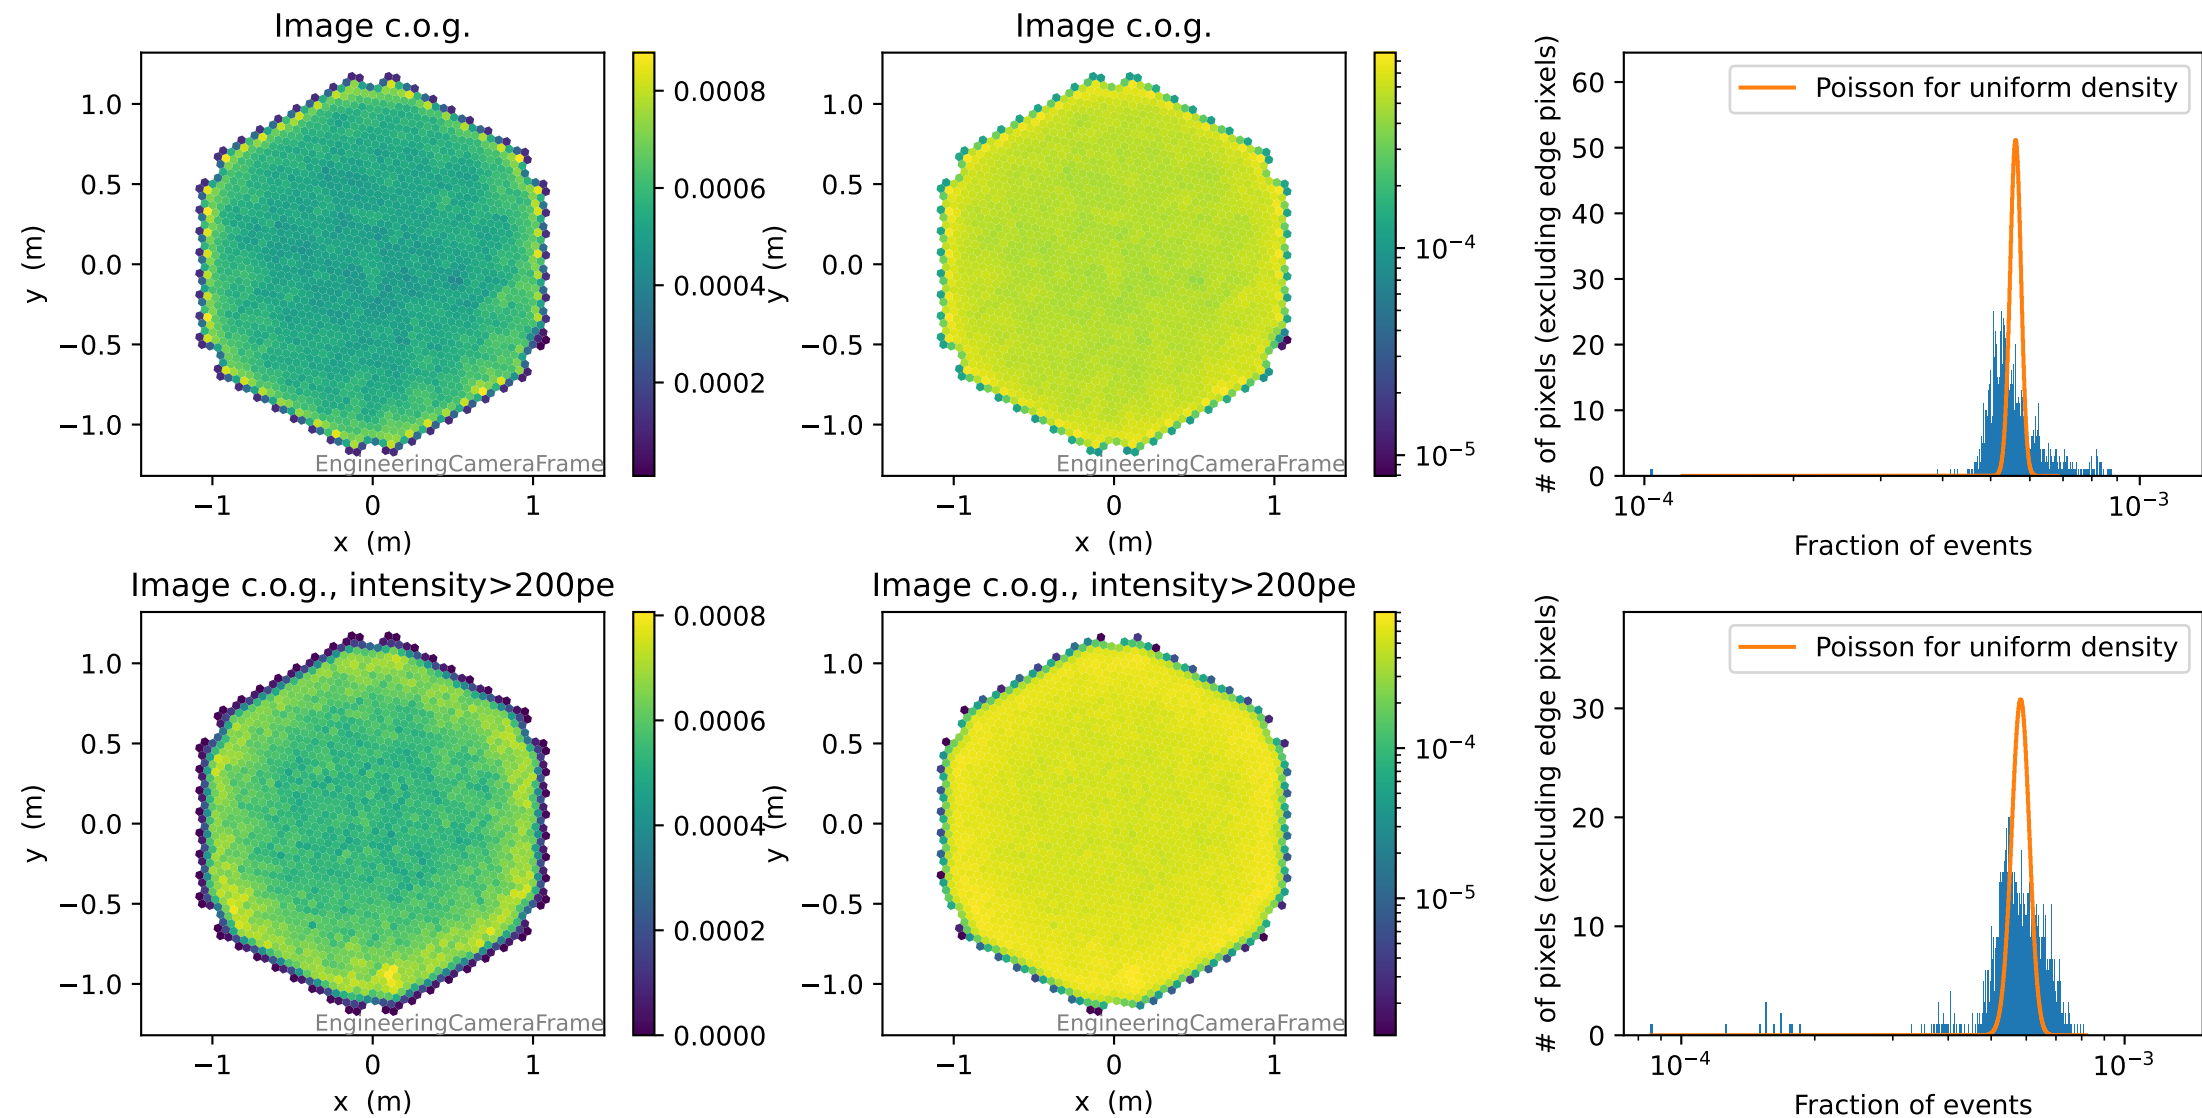 Image c.o.g.
1.0
0.5
0.0
−0.5
−1.0
y (m)
−1
0
1
x (m)
EngineeringCameraFrame
0.0008
0.0006
0.0004
0.0002
Image c.o.g.
1.0
0.5
0.0
−0.5
−1.0
y (m)
−1
0
1
x (m)
EngineeringCameraFrame
10⁻⁴
10⁻⁵
# of pixels (excluding edge pixels)
60
50
40
30
20
10
0
Poisson for uniform density
10⁻⁴
10⁻³
Fraction of events
Image c.o.g., intensity>200pe
1.0
0.5
0.0
−0.5
−1.0
y (m)
−1
0
1
x (m)
EngineeringCameraFrame
0.0008
0.0006
0.0004
0.0002
0.0000
Image c.o.g., intensity>200pe
1.0
0.5
0.0
−0.5
−1.0
y (m)
−1
0
1
x (m)
EngineeringCameraFrame
10⁻⁴
10⁻⁵
# of pixels (excluding edge pixels)
30
20
10
0
Poisson for uniform density
10⁻⁴
10⁻³
Fraction of events